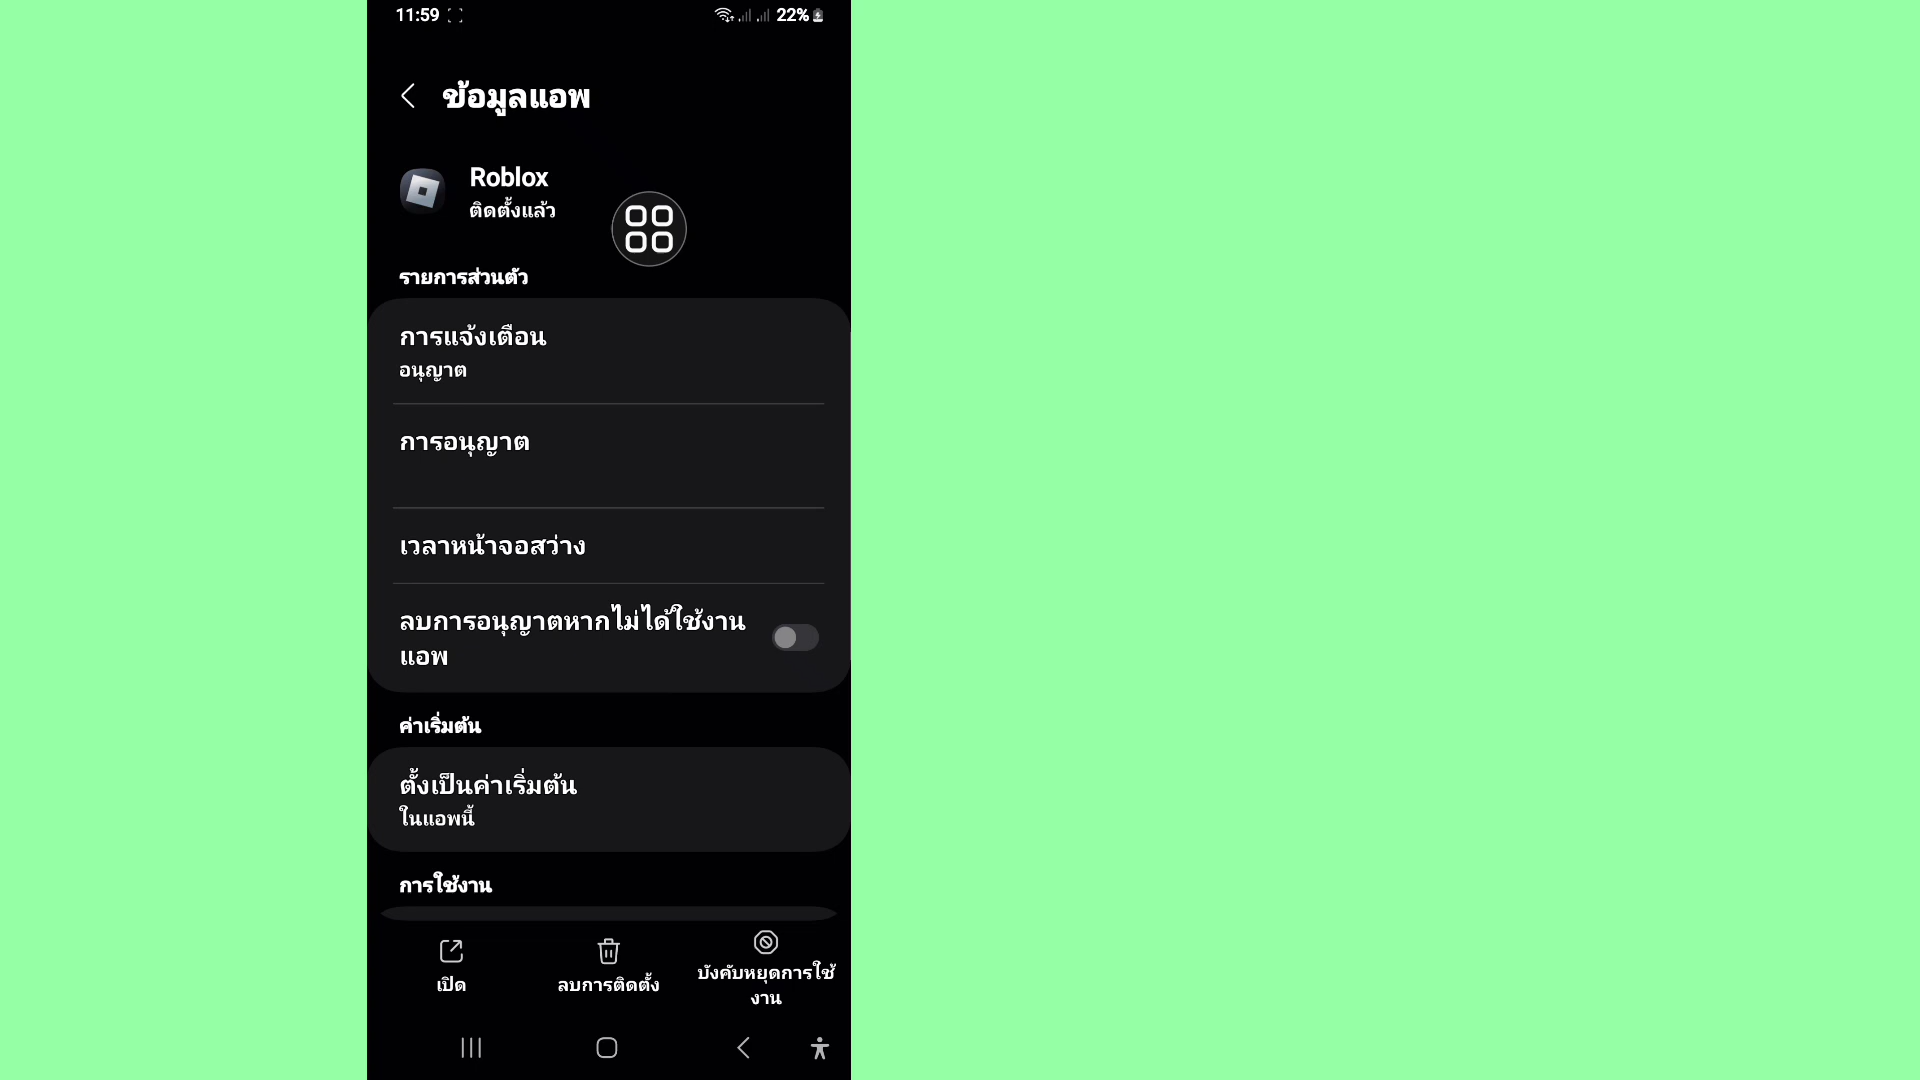 11:59
22%
ข้อมูลแอพ
Roblox
ติดตั้งแล้ว
รายการส่วนตัว
การแจ้งเตือน
อนุญาต
การอนุญาต
เวลาหน้าจอสว่าง
ลบการอนุญาตหากไม่ได้ใช้งาน
แอพ
ค่าเริ่มต้น
ตั้งเป็นค่าเริ่มต้น
ในแอพนี้
การใช้งาน
เปิด
ลบการติดตั้ง
บังคับหยุดการใช้
งาน